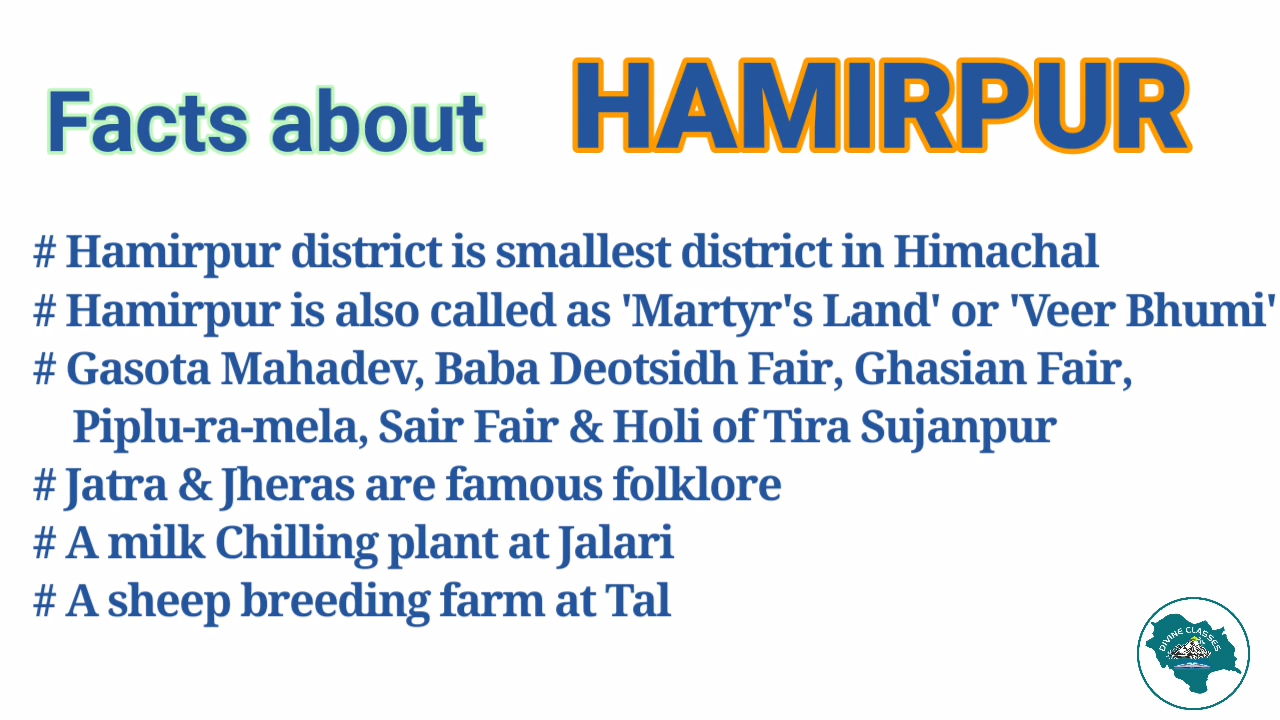 Facts about HAMIRPUR
# Hamirpur district is smallest district in Himachal
# Hamirpur is also called as 'Martyr's Land' or 'Veer Bhumi'
# Gasota Mahadev, Baba Deotsidh Fair, Ghasian Fair,
Piplu-ra-mela, Sair Fair & Holi of Tira Sujanpur
# Jatra & Jheras are famous folklore
# A milk Chilling plant at Jalari
# A sheep breeding farm at Tal
DIVINE CLASSES